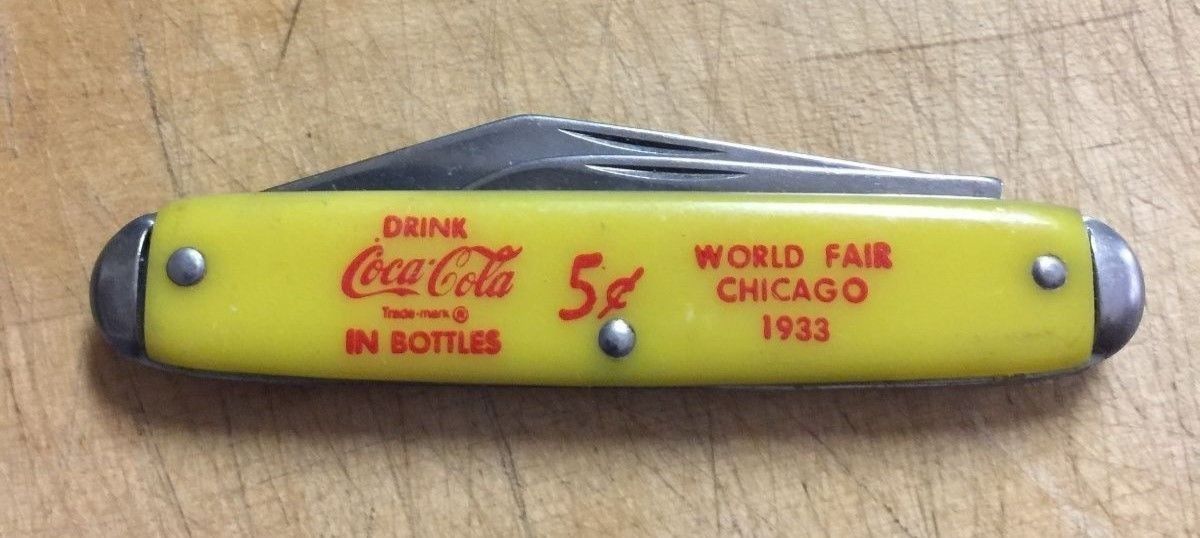 DRINK
Coca-Cola
Trade-mark ®
IN BOTTLES
5¢
WORLD FAIR
CHICAGO
1933